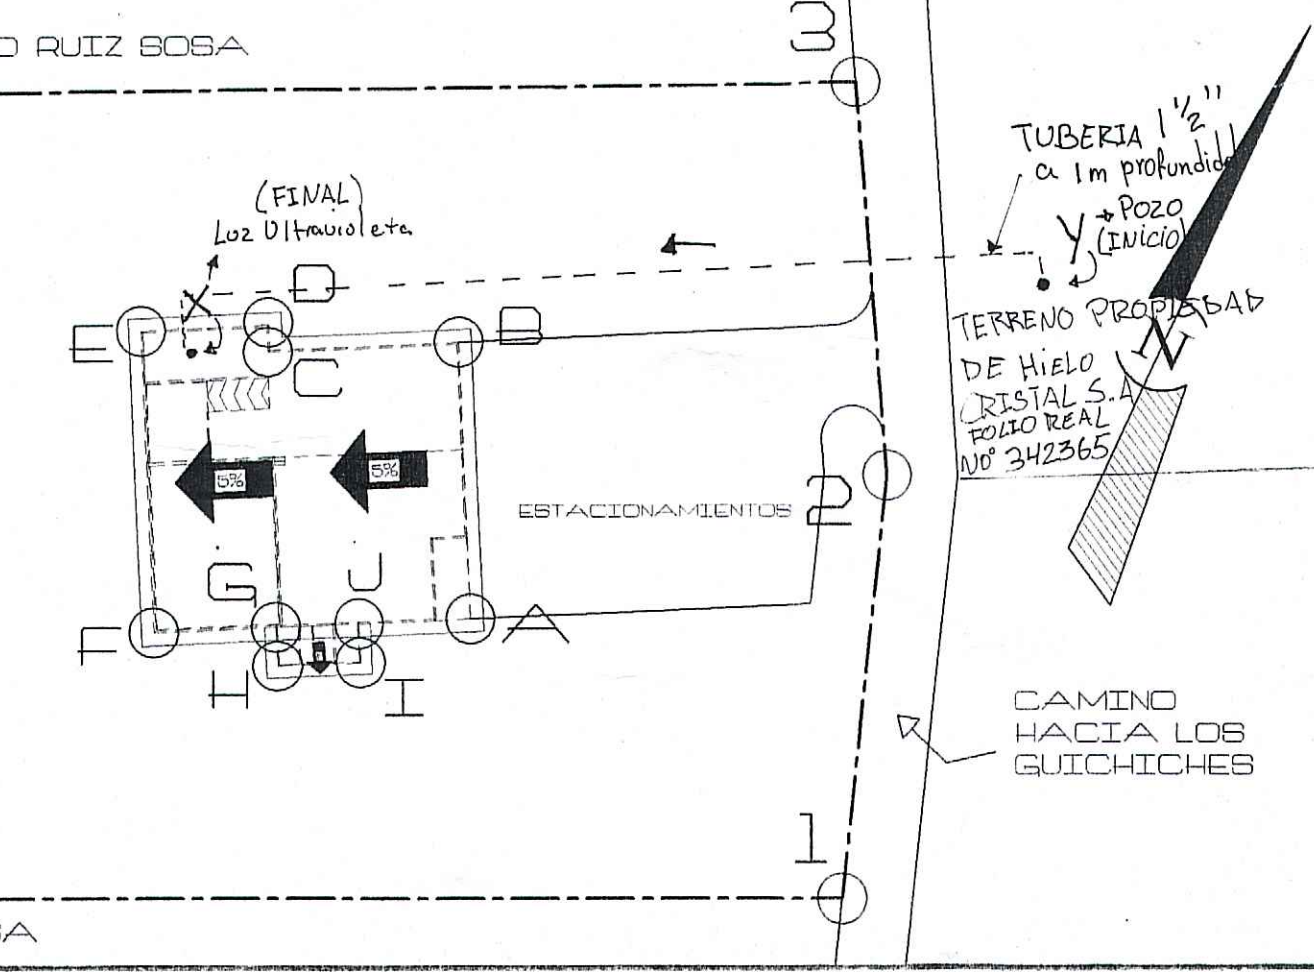 O RUIZ SOSA
3
TUBERIA 1 1/2"
a 1m profundidad
Y → POZO
(INICIO)
(FINAL)
Luz Ultravioleta
X
D
E
B
C
TERRENO PROPIEDAD
DE HIELO
CRISTAL S.A
FOLIO REAL
Nº 342365
N
5%
5%
ESTACIONAMIENTOS
2
G
J
F
A
H
I
CAMINO
HACIA LOS
GUICHICHES
1
SA